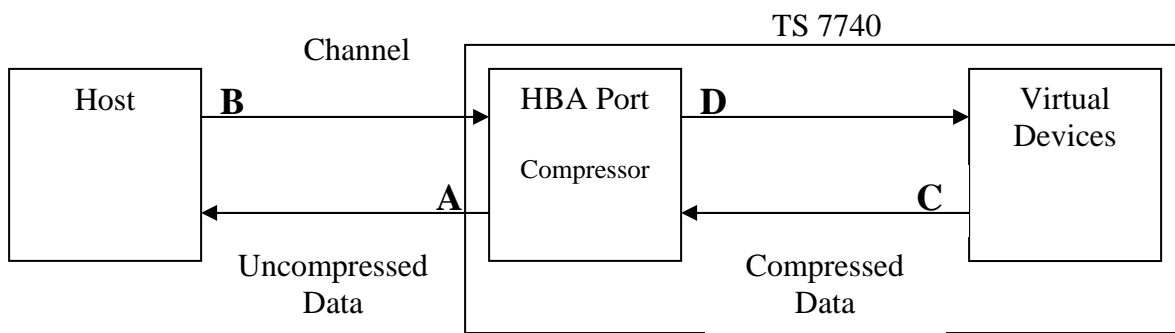 TS 7740
Channel
Host
B
HBA Port
D
Virtual
Devices
Compressor
A
C
Uncompressed
Data
Compressed
Data